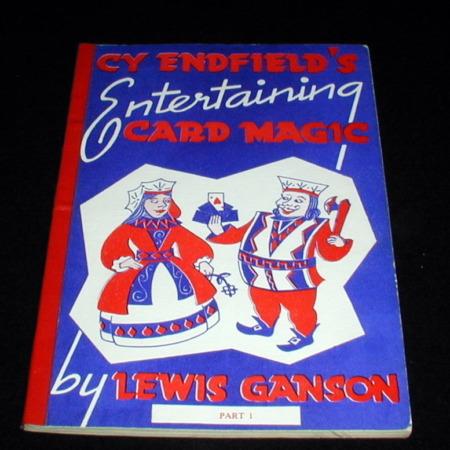 CY ENDFIELD'S
Entertaining
CARD MAGIC
by LEWIS GANSON
PART 1